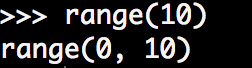 >>> range(10)
range(0, 10)